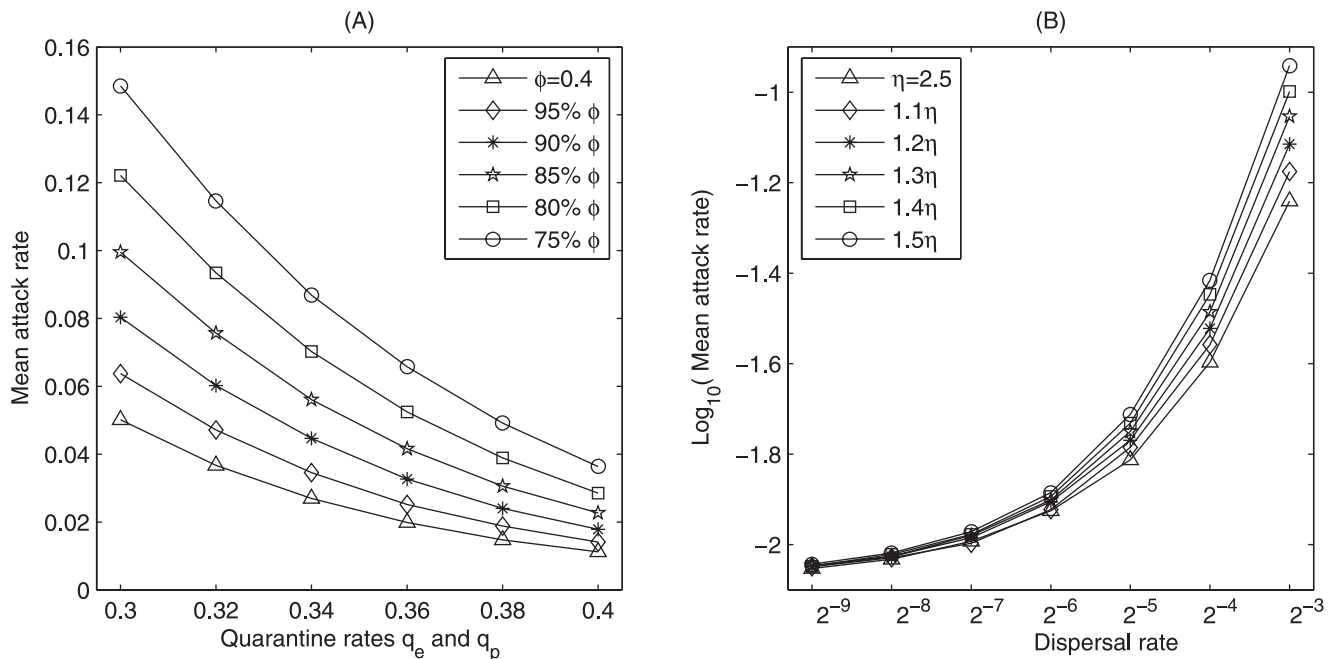 (A)
0.16
0.14
0.12
0.1
0.08
0.06
0.04
0.02
0
Mean attack rate
ϕ=0.4
95% ϕ
90% ϕ
85% ϕ
80% ϕ
75% ϕ
0.3 0.32 0.34 0.36 0.38 0.4
Quarantine rates q_e and q_p
(B)
−1
−1.2
−1.4
−1.6
−1.8
−2
Log₁₀( Mean attack rate)
η=2.5
1.1η
1.2η
1.3η
1.4η
1.5η
2⁻⁹ 2⁻⁸ 2⁻⁷ 2⁻⁶ 2⁻⁵ 2⁻⁴ 2⁻³
Dispersal rate